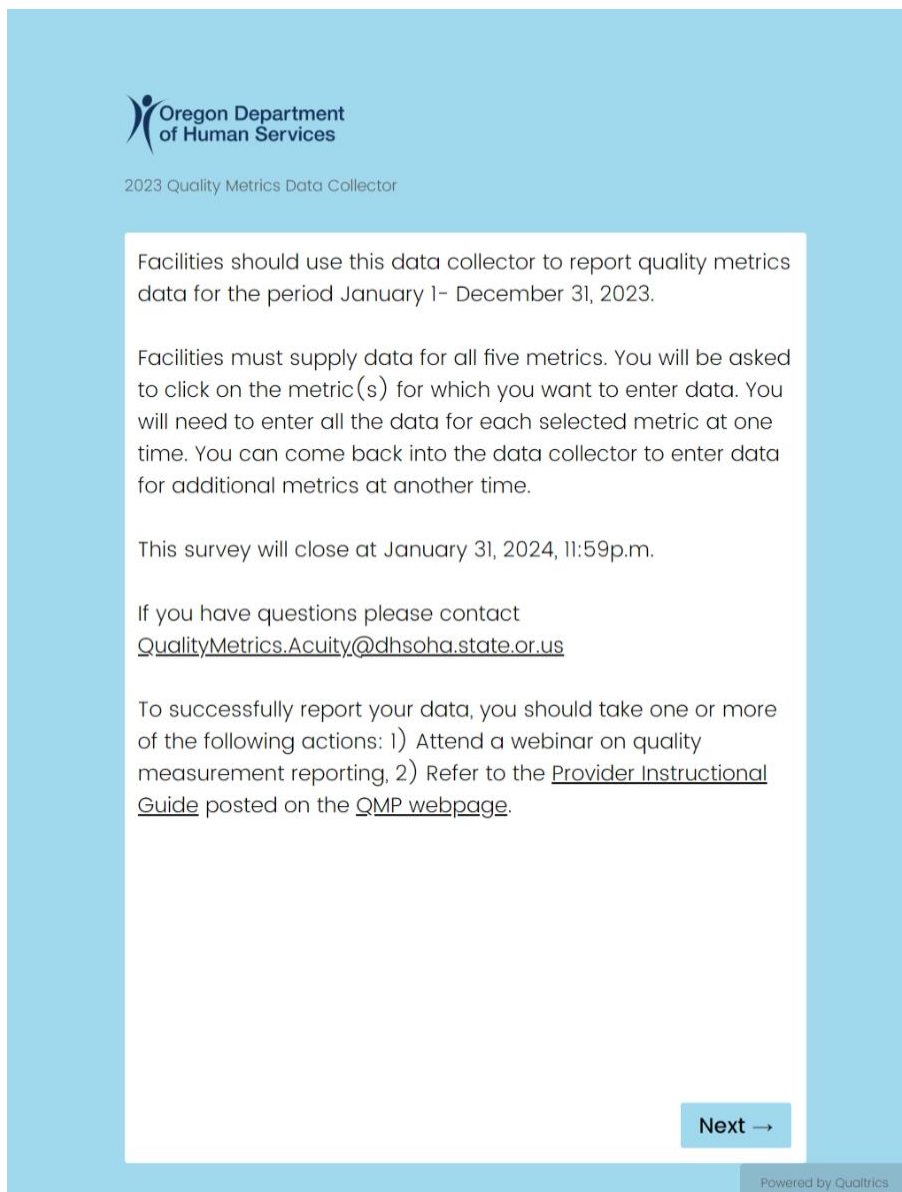 Oregon Department
of Human Services
2023 Quality Metrics Data Collector
Facilities should use this data collector to report quality metrics
data for the period January 1- December 31, 2023.
Facilities must supply data for all five metrics. You will be asked
to click on the metric(s) for which you want to enter data. You
will need to enter all the data for each selected metric at one
time. You can come back into the data collector to enter data
for additional metrics at another time.
This survey will close at January 31, 2024, 11:59p.m.
If you have questions please contact
QualityMetrics.Acuity@dhsoha.state.or.us
To successfully report your data, you should take one or more
of the following actions: 1) Attend a webinar on quality
measurement reporting, 2) Refer to the Provider Instructional
Guide posted on the QMP webpage.
Next →
Powered by Qualtrics